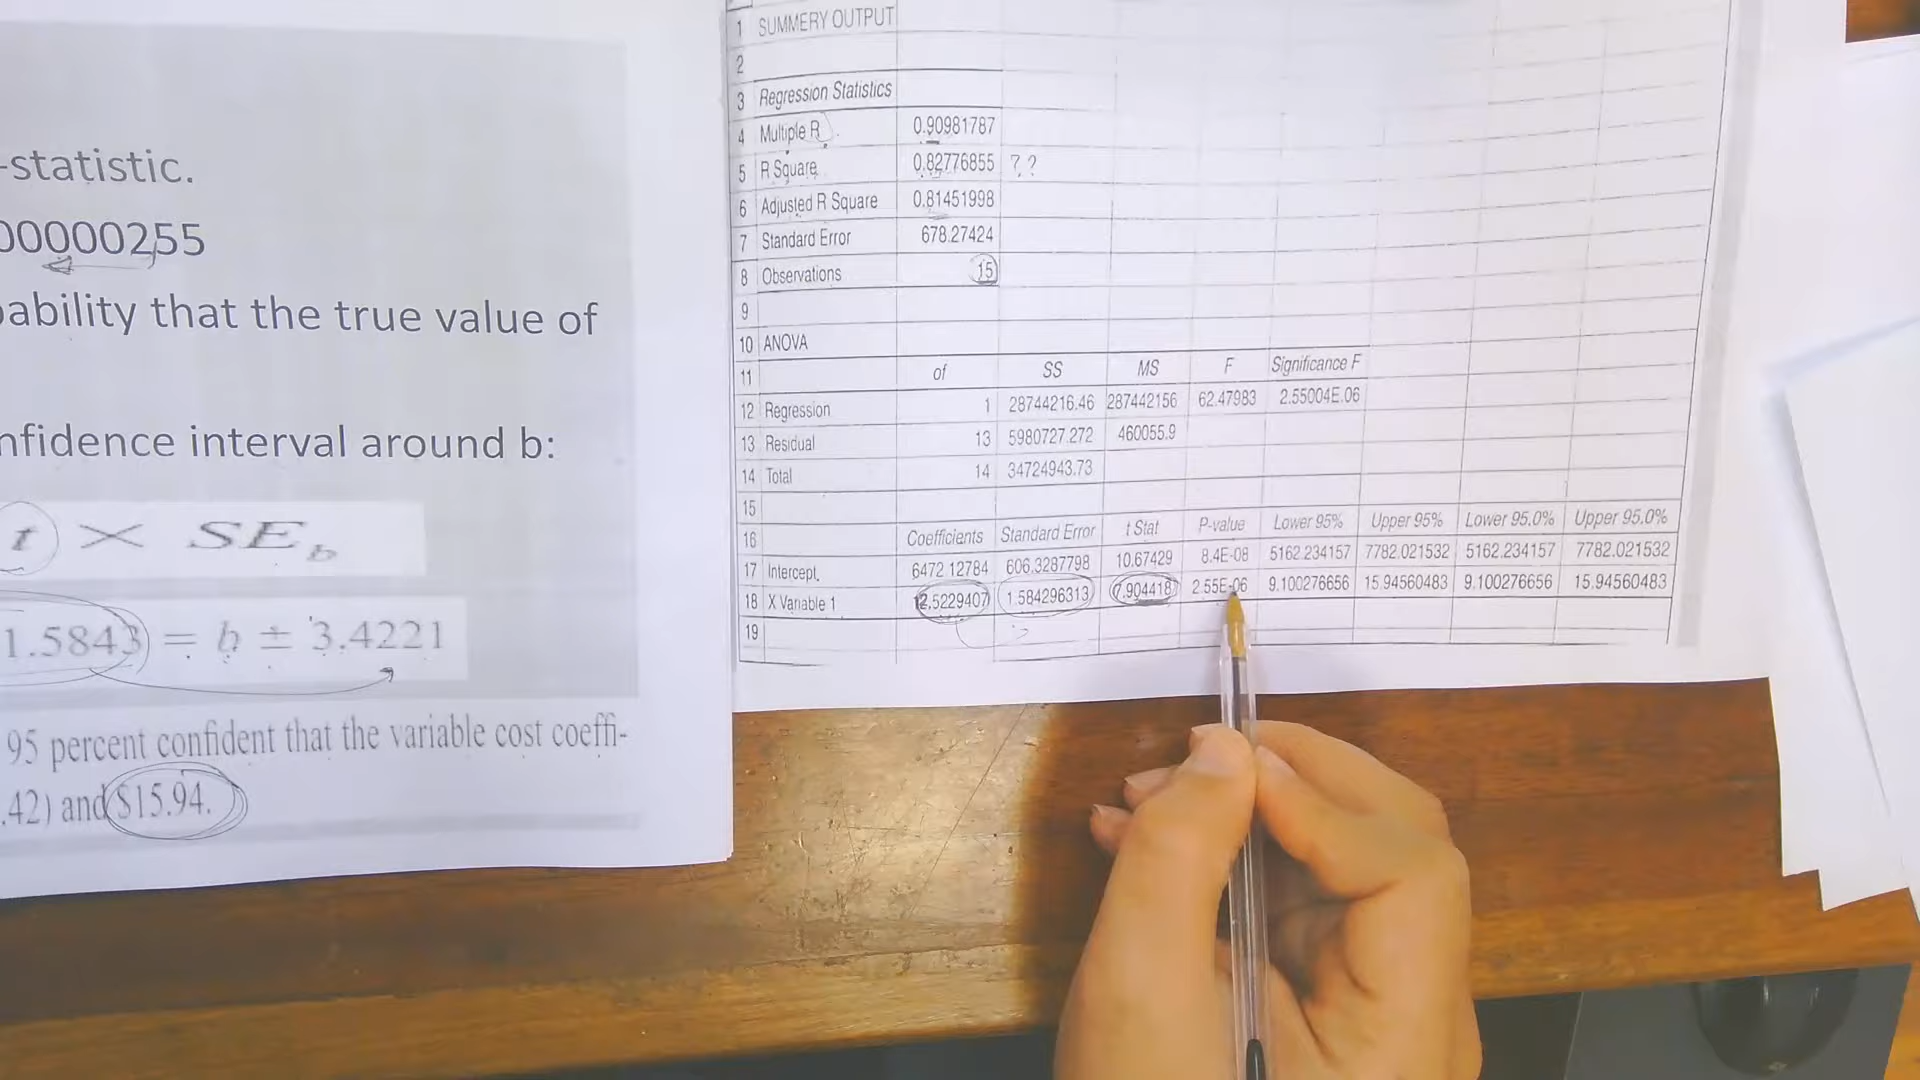 -statistic.
00000255
ability that the true value of
nfidence interval around b:
t × SEb
1.5843) = b ± 3.4221
95 percent confident that the variable cost coeffi-
.42) and $15.94.
1 SUMMERY OUTPUT
2
3 Regression Statistics
4 Multiple R 0.90981787
5 R Square 0.82776855 ??
6 Adjusted R Square 0.81451998
7 Standard Error 678.27424
8 Observations 15
9
10 ANOVA
11 of SS MS F Significance F
12 Regression 1 28744216.46 287442156 62.47983 2.55004E.06
13 Residual 13 5980727.272 460055.9
14 Total 14 34724943.73
15
16 Coefficients Standard Error t Stat P-value Lower 95% Upper 95% Lower 95.0% Upper 95.0%
17 Intercept. 6472.12784 606.3287798 10.67429 8.4E-08 5162.234157 7782.021532 5162.234157 7782.021532
18 X Variable 1 12.5229407 1.584296313 7.904418 2.55E-06 9.100276656 15.94560483 9.100276656 15.94560483
19